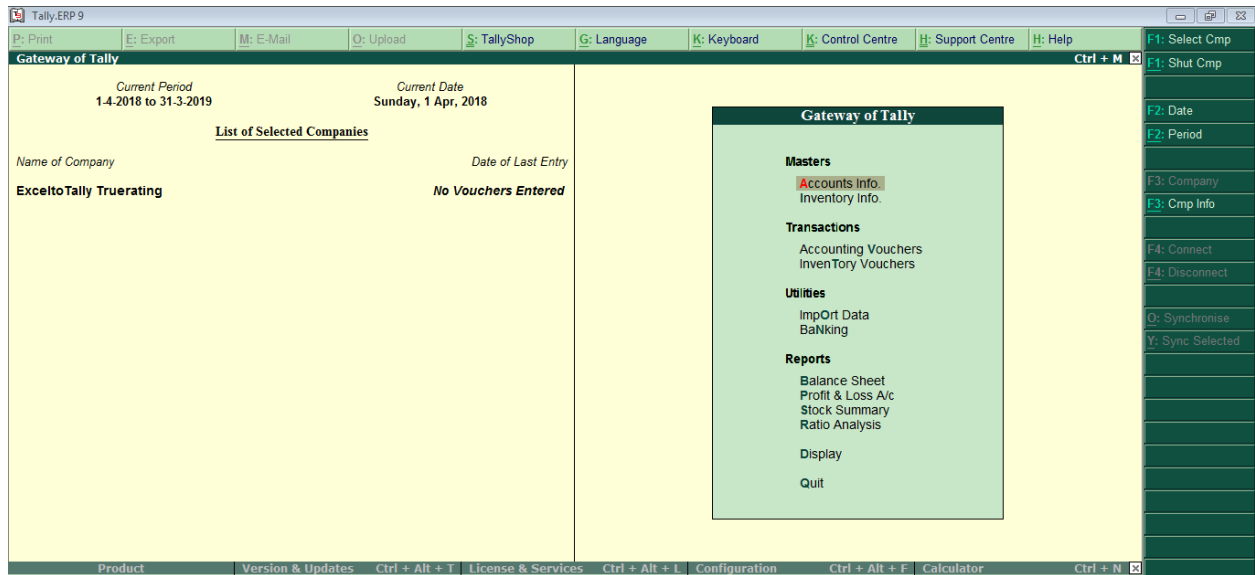 Tally.ERP 9
P: Print E: Export M: E-Mail O: Upload S: TallyShop G: Language K: Keyboard K: Control Centre H: Support Centre H: Help
Gateway of Tally Ctrl + M
Current Period Current Date
1-4-2018 to 31-3-2019 Sunday, 1 Apr, 2018
List of Selected Companies
Name of Company Date of Last Entry
ExceltoTally Truerating No Vouchers Entered
Gateway of Tally
Masters
Accounts Info.
Inventory Info.
Transactions
Accounting Vouchers
InvenTory Vouchers
Utilities
ImpOrt Data
BaNking
Reports
Balance Sheet
Profit & Loss A/c
Stock Summary
Ratio Analysis
Display
Quit
F1: Select Cmp
F1: Shut Cmp
F2: Date
F2: Period
F3: Company
F3: Cmp Info
F4: Connect
F4: Disconnect
O: Synchronise
Y: Sync Selected
Product Version & Updates Ctrl + Alt + T License & Services Ctrl + Alt + L Configuration Ctrl + Alt + F Calculator Ctrl + N